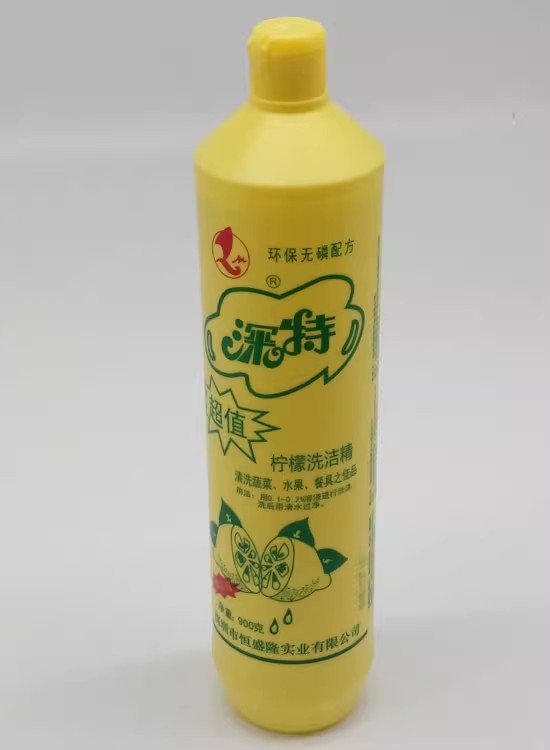 环保无磷配方
®
深特
超值
柠檬洗洁精
清洗蔬菜、水果、餐具之佳品
用法：用0.1~0.2%溶液进行洗涤
洗后用清水过净。
净重：900克
圳市恒盛隆实业有限公司